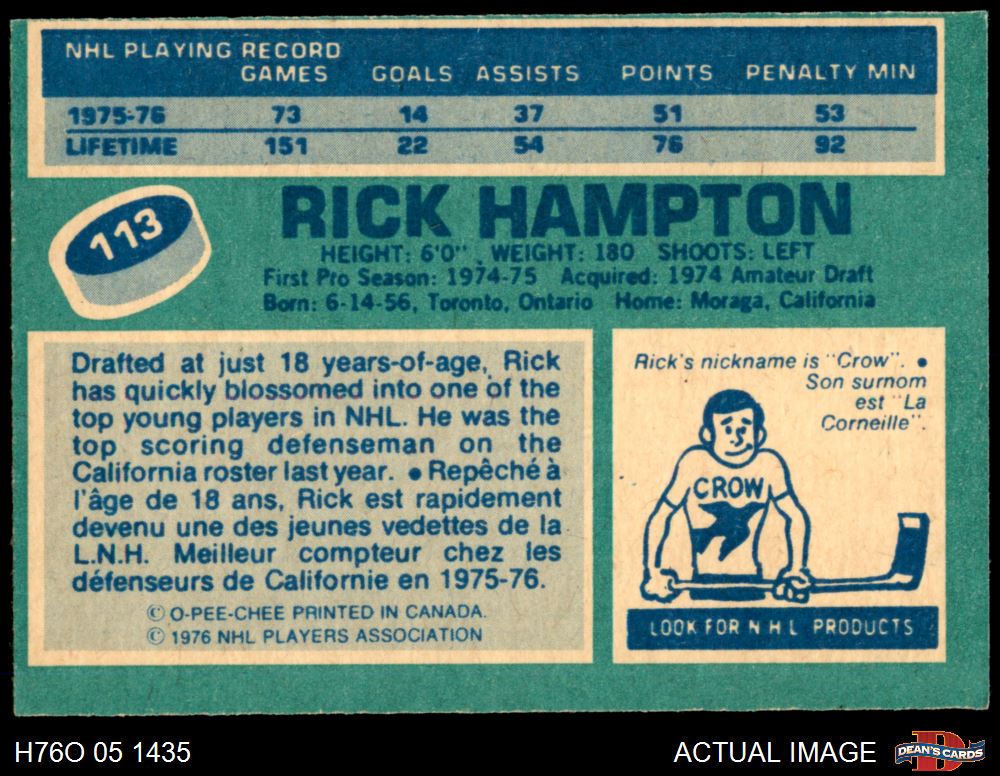 NHL PLAYING RECORD
GAMES GOALS ASSISTS POINTS PENALTY MIN
1975-76 73 14 37 51 53
LIFETIME 151 22 54 76 92
113
RICK HAMPTON
HEIGHT: 6'0" WEIGHT: 180 SHOOTS: LEFT
First Pro Season: 1974-75 Acquired: 1974 Amateur Draft
Born: 6-14-56, Toronto, Ontario Home: Moraga, California
Drafted at just 18 years-of-age, Rick
has quickly blossomed into one of the
top young players in NHL. He was the
top scoring defenseman on the
California roster last year. • Repêché à
l'âge de 18 ans, Rick est rapidement
devenu une des jeunes vedettes de la
L.N.H. Meilleur compteur chez les
défenseurs de Californie en 1975-76.
© O-PEE-CHEE PRINTED IN CANADA.
© 1976 NHL PLAYERS ASSOCIATION
Rick's nickname is "Crow". •
Son surnom
est "La
Corneille".
CROW
LOOK FOR N H L PRODUCTS
H76O 05 1435
ACTUAL IMAGE
DEAN'S CARDS